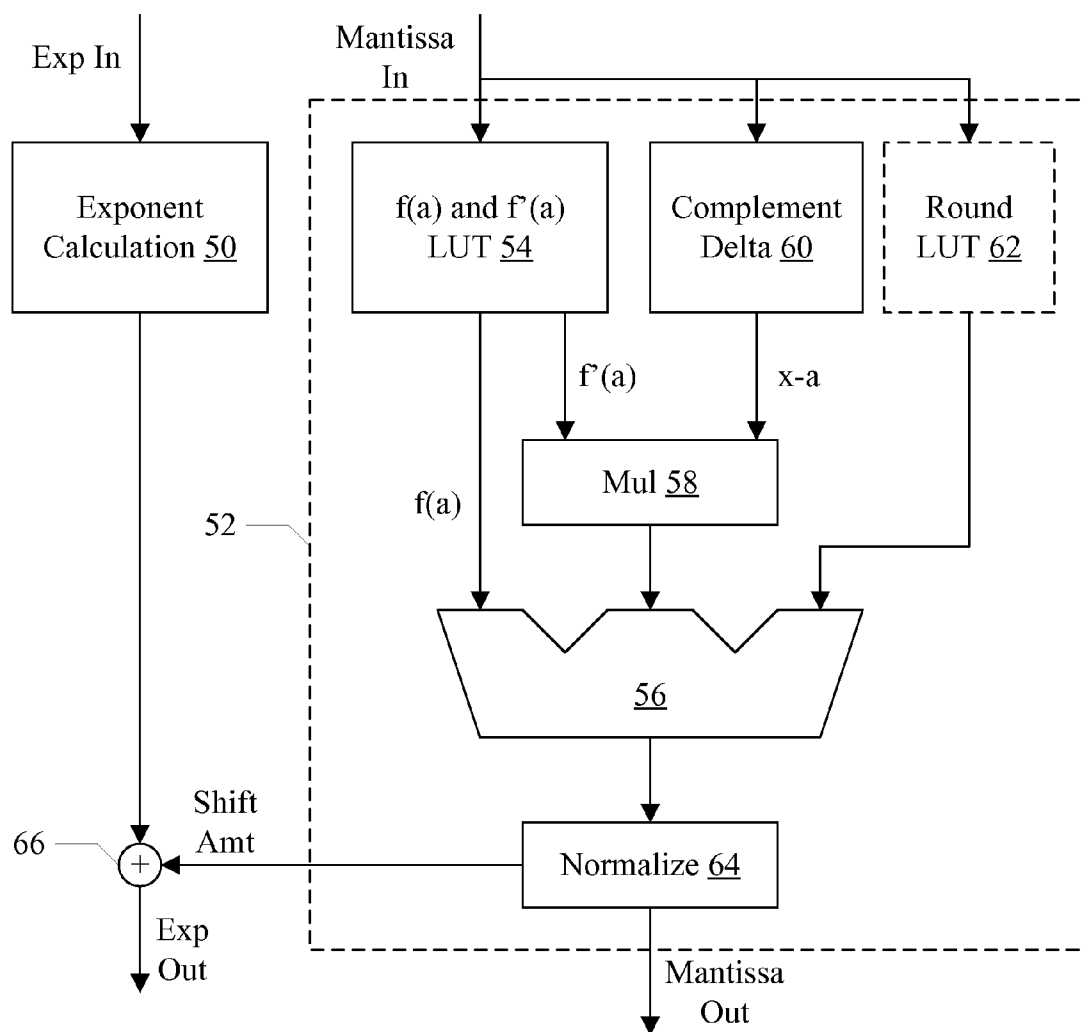 Exp In
Mantissa
In
Exponent
Calculation 50
f(a) and f’(a)
LUT 54
Complement
Delta 60
Round
LUT 62
f’(a)
x-a
Mul 58
f(a)
52
56
Shift
Amt
66
+
Normalize 64
Exp
Out
Mantissa
Out